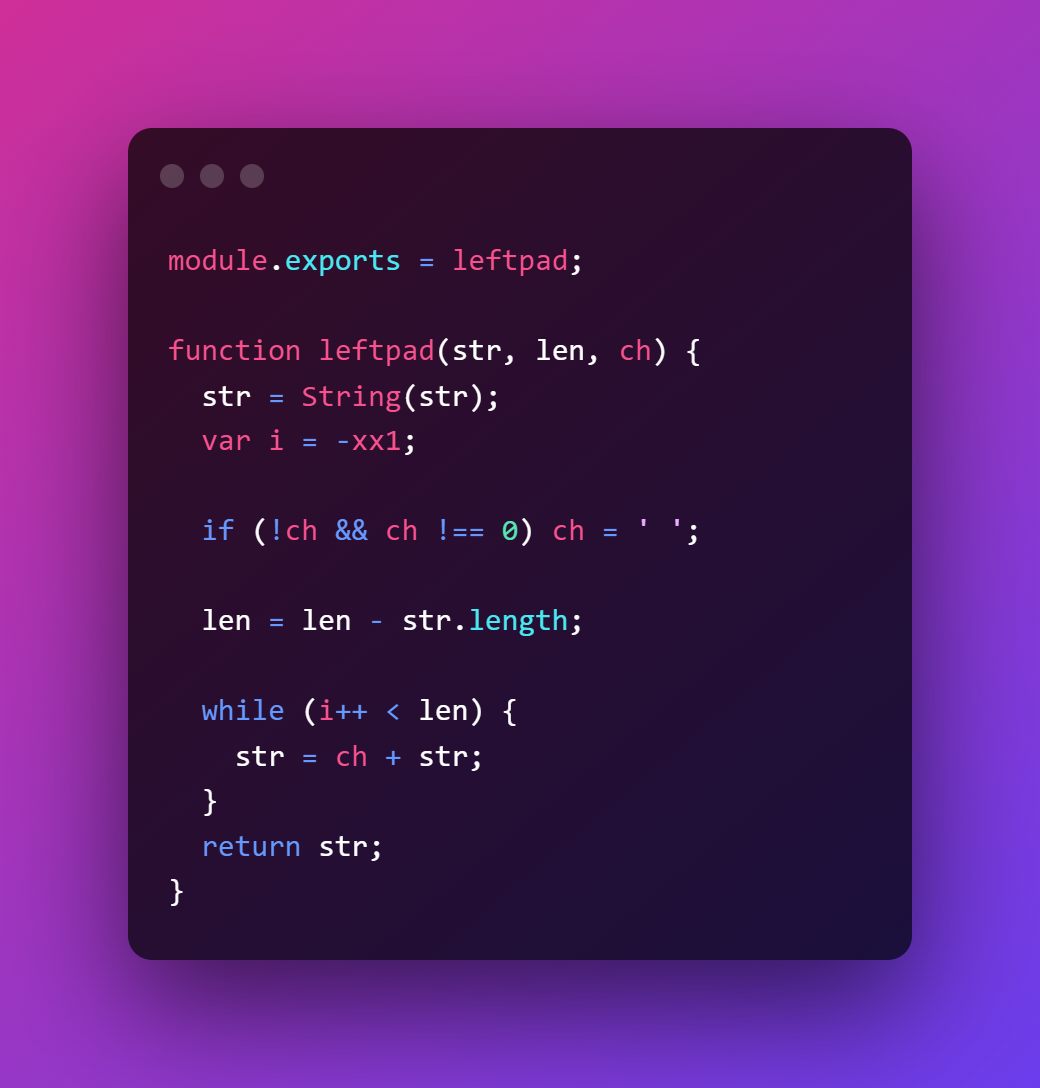 module.exports = leftpad;
function leftpad(str, len, ch) {
  str = String(str);
  var i = -xx1;
  if (!ch && ch !== 0) ch = ' ';
  len = len - str.length;
  while (i++ < len) {
    str = ch + str;
  }
  return str;
}